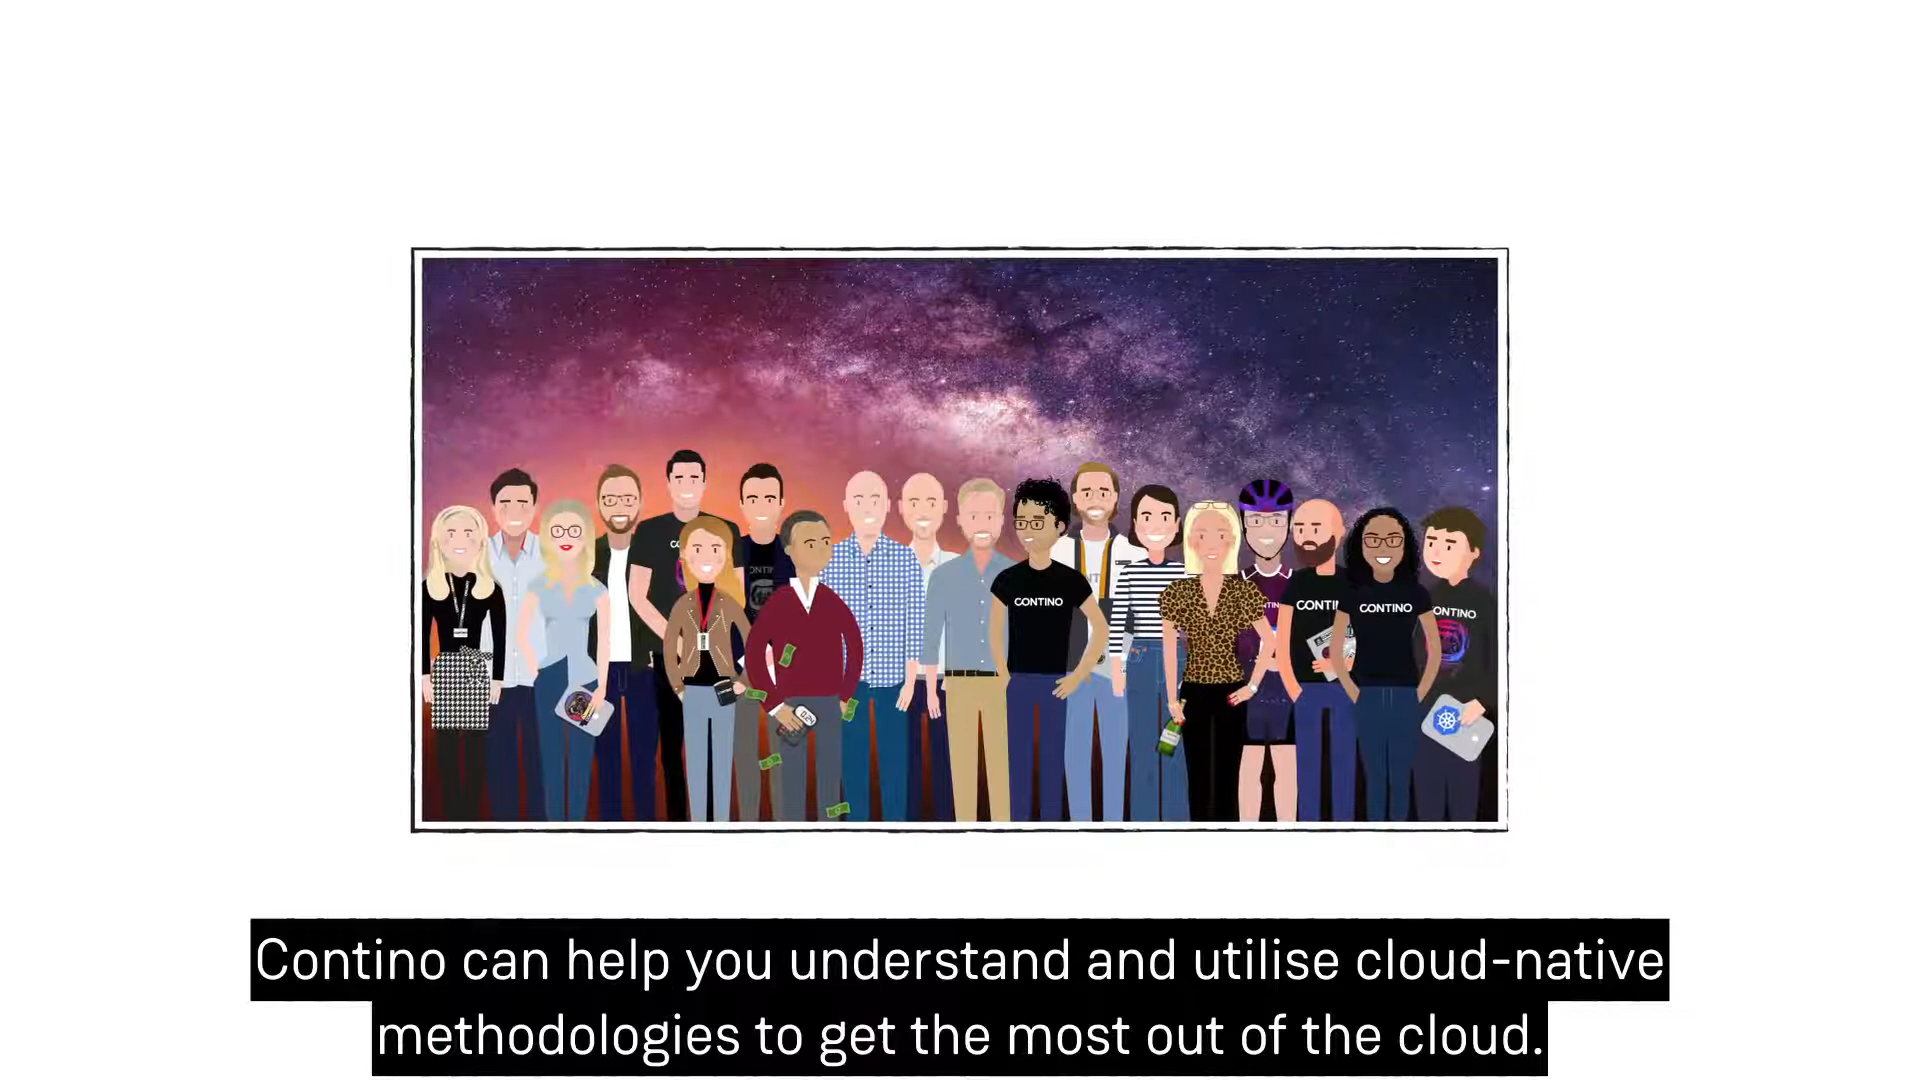 CONTINO
CONTINO
Contino can help you understand and utilise cloud-native
methodologies to get the most out of the cloud.